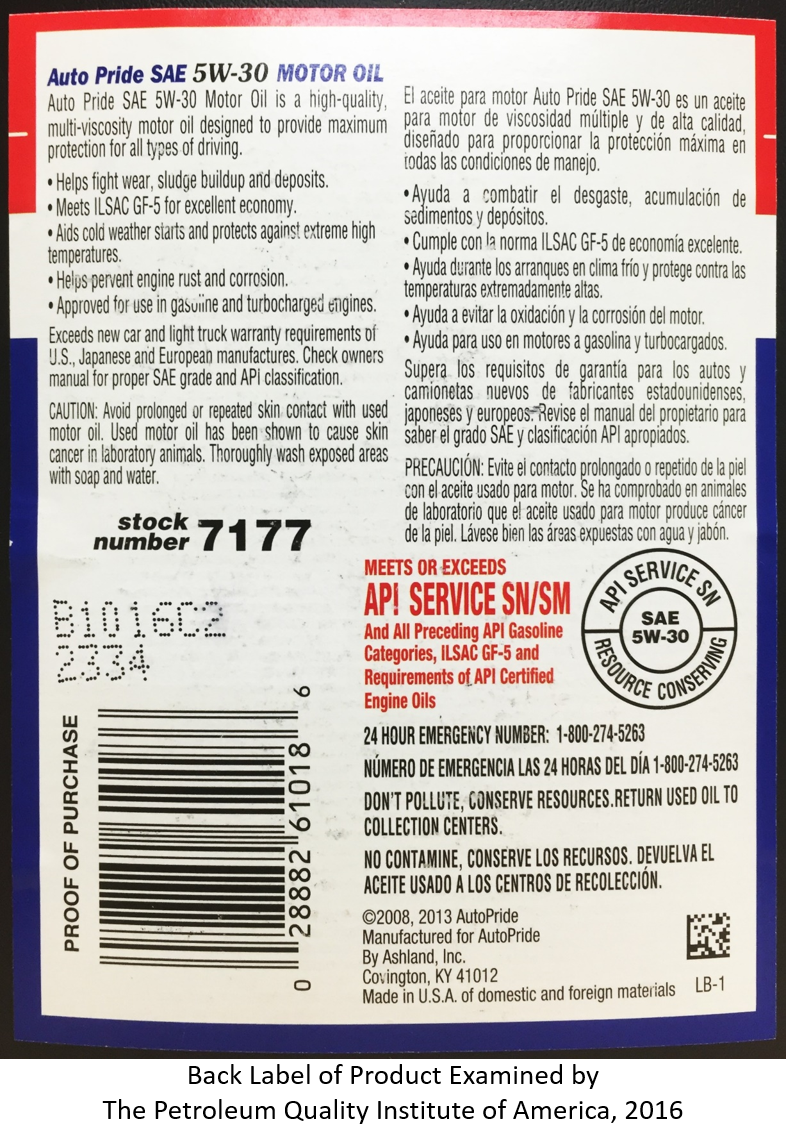 Auto Pride SAE 5W-30 MOTOR OIL
Auto Pride SAE 5W-30 Motor Oil is a high-quality,
multi-viscosity motor oil designed to provide maximum
protection for all types of driving.
• Helps fight wear, sludge buildup and deposits.
• Meets ILSAC GF-5 for excellent economy.
• Aids cold weather starts and protects against extreme high
temperatures.
• Helps pervent engine rust and corrosion.
• Approved for use in gasoline and turbocharged engines.
Exceeds new car and light truck warranty requirements of
U.S., Japanese and European manufactures. Check owners
manual for proper SAE grade and API classification.
CAUTION: Avoid prolonged or repeated skin contact with used
motor oil. Used motor oil has been shown to cause skin
cancer in laboratory animals. Thoroughly wash exposed areas
with soap and water.
El aceite para motor Auto Pride SAE 5W-30 es un aceite
para motor de viscosidad múltiple y de alta calidad,
diseñado para proporcionar la protección máxima en
todas las condiciones de manejo.
• Ayuda a combatir el desgaste, acumulación de
sedimentos y depósitos.
• Cumple con la norma ILSAC GF-5 de economía excelente.
• Ayuda durante los arranques en clima frío y protege contra las
temperaturas extremadamente altas.
• Ayuda a evitar la oxidación y la corrosión del motor.
• Ayuda para uso en motores a gasolina y turbocargados.
Supera los requisitos de garantía para los autos y
camionetas nuevos de fabricantes estadounidenses,
japoneses y europeos. Revise el manual del propietario para
saber el grado SAE y clasificación API apropiados.
PRECAUCIÓN: Evite el contacto prolongado o repetido de la piel
con el aceite usado para motor. Se ha comprobado en animales
de laboratorio que el aceite usado para motor produce cáncer
de la piel. Lávese bien las áreas expuestas con agua y jabón.
stock
number 7177
B1016C2
2334
PROOF OF PURCHASE
0 28882 61018 6
MEETS OR EXCEEDS
API SERVICE SN/SM
And All Preceding API Gasoline
Categories, ILSAC GF-5 and
Requirements of API Certified
Engine Oils
API SERVICE SN
SAE
5W-30
RESOURCE CONSERVING
24 HOUR EMERGENCY NUMBER: 1-800-274-5263
NÚMERO DE EMERGENCIA LAS 24 HORAS DEL DÍA 1-800-274-5263
DON'T POLLUTE, CONSERVE RESOURCES.RETURN USED OIL TO
COLLECTION CENTERS.
NO CONTAMINE, CONSERVE LOS RECURSOS. DEVUELVA EL
ACEITE USADO A LOS CENTROS DE RECOLECCIÓN.
©2008, 2013 AutoPride
Manufactured for AutoPride
By Ashland, Inc.
Covington, KY 41012
Made in U.S.A. of domestic and foreign materials
LB-1
Back Label of Product Examined by
The Petroleum Quality Institute of America, 2016